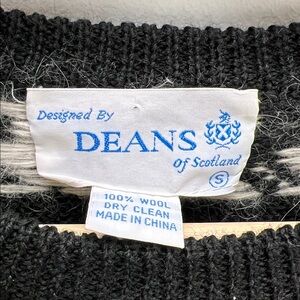 Designed By
DEANS
of Scotland
S
100% WOOL
DRY CLEAN
MADE IN CHINA